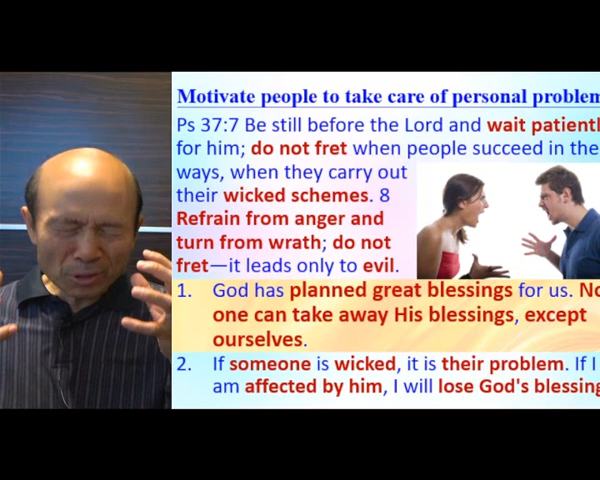 Motivate people to take care of personal problem
Ps 37:7 Be still before the Lord and wait patientl
for him; do not fret when people succeed in the
ways, when they carry out
their wicked schemes. 8
Refrain from anger and
turn from wrath; do not
fret—it leads only to evil.
1. God has planned great blessings for us. No
one can take away His blessings, except
ourselves.
2. If someone is wicked, it is their problem. If I
am affected by him, I will lose God's blessing